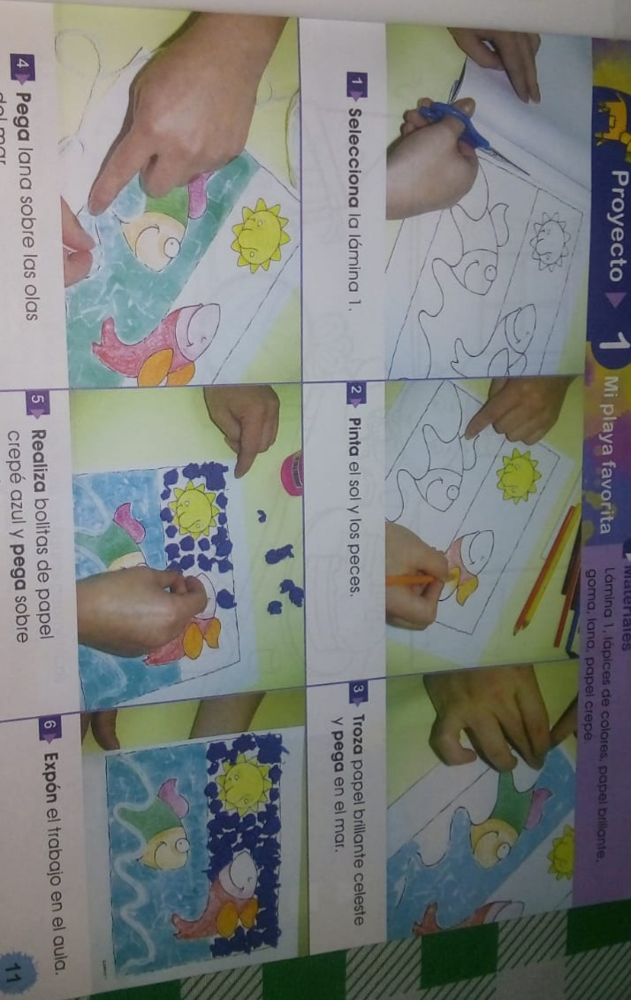 Proyecto 1 Mi playa favorita
Materiales
Lámina 1, lápices de colores, papel brillante,
goma, lana, papel crepé.
1 Selecciona la lámina 1.
2 Pinta el sol y los peces.
3 Troza papel brillante celeste
y pega en el mar.
4 Pega lana sobre las olas
del mar
5 Realiza bolitas de papel
crepé azul y pega sobre
6 Expón el trabajo en el aula.
11